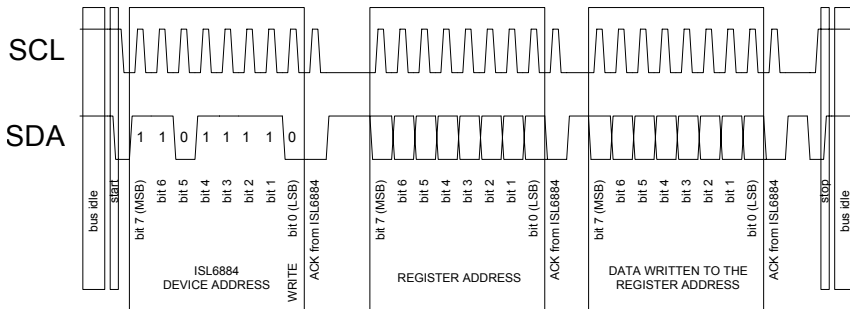 SCL
SDA
1 1 0 1 1 1 1 0
bus idle
start
bit 7 (MSB)
bit 6
bit 5
bit 4
bit 3
bit 2
bit 1
bit 0 (LSB)
ACK from ISL6884
bit 7 (MSB)
bit 6
bit 5
bit 4
bit 3
bit 2
bit 1
bit 0 (LSB)
ACK from ISL6884
bit 7 (MSB)
bit 6
bit 5
bit 4
bit 3
bit 2
bit 1
bit 0 (LSB)
ACK from ISL6884
stop
bus idle
ISL6884
DEVICE ADDRESS
WRITE
REGISTER ADDRESS
DATA WRITTEN TO THE
REGISTER ADDRESS